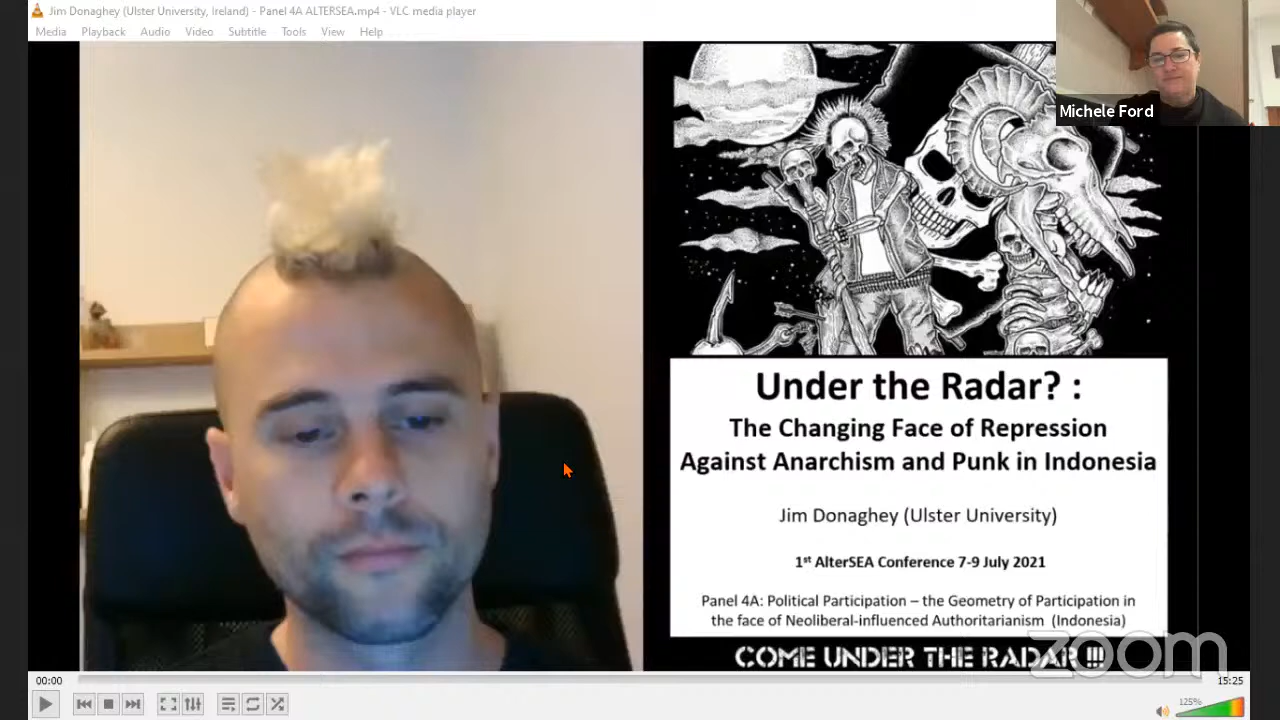 Jim Donaghey (Ulster University, Ireland) - Panel 4A ALTERSEA.mp4 - VLC media player
Media Playback Audio Video Subtitle Tools View Help
Michele Ford
Under the Radar? :
The Changing Face of Repression
Against Anarchism and Punk in Indonesia
Jim Donaghey (Ulster University)
1st AlterSEA Conference 7-9 July 2021
Panel 4A: Political Participation – the Geometry of Participation in
the face of Neoliberal-influenced Authoritarianism (Indonesia)
COME UNDER THE RADAR !!!
zoom
00:00
15:25
125%